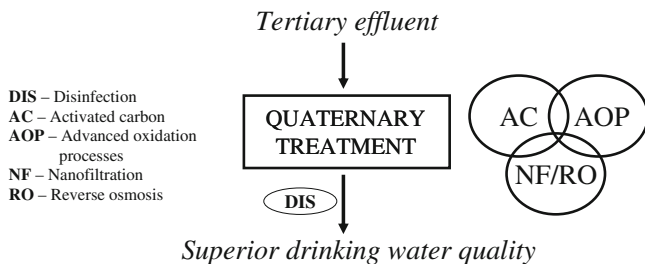 Tertiary effluent
DIS – Disinfection
AC – Activated carbon
AOP – Advanced oxidation
processes
NF – Nanofiltration
RO – Reverse osmosis
QUATERNARY
TREATMENT
AC
AOP
NF/RO
DIS
Superior drinking water quality